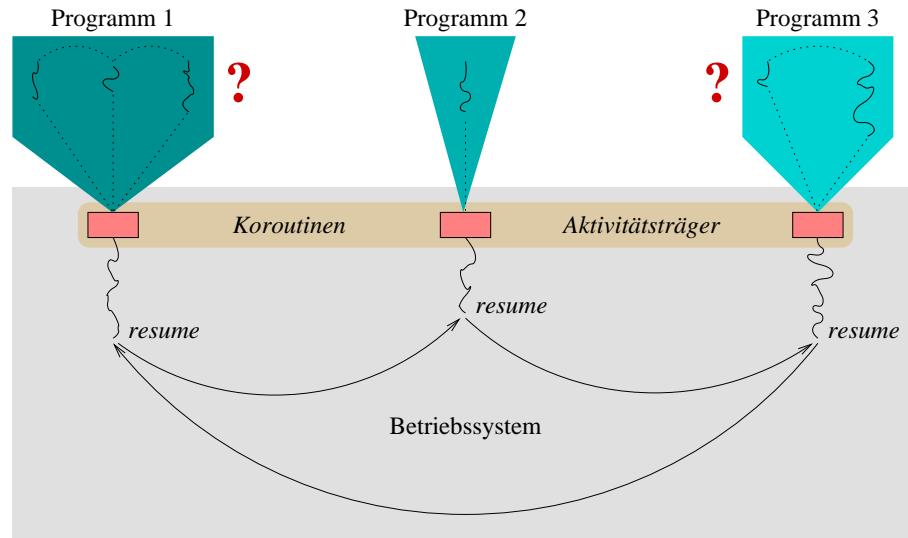 Programm 1
Programm 2
Programm 3
?
?
Koroutinen
Aktivitätsträger
resume
resume
resume
Betriebssystem